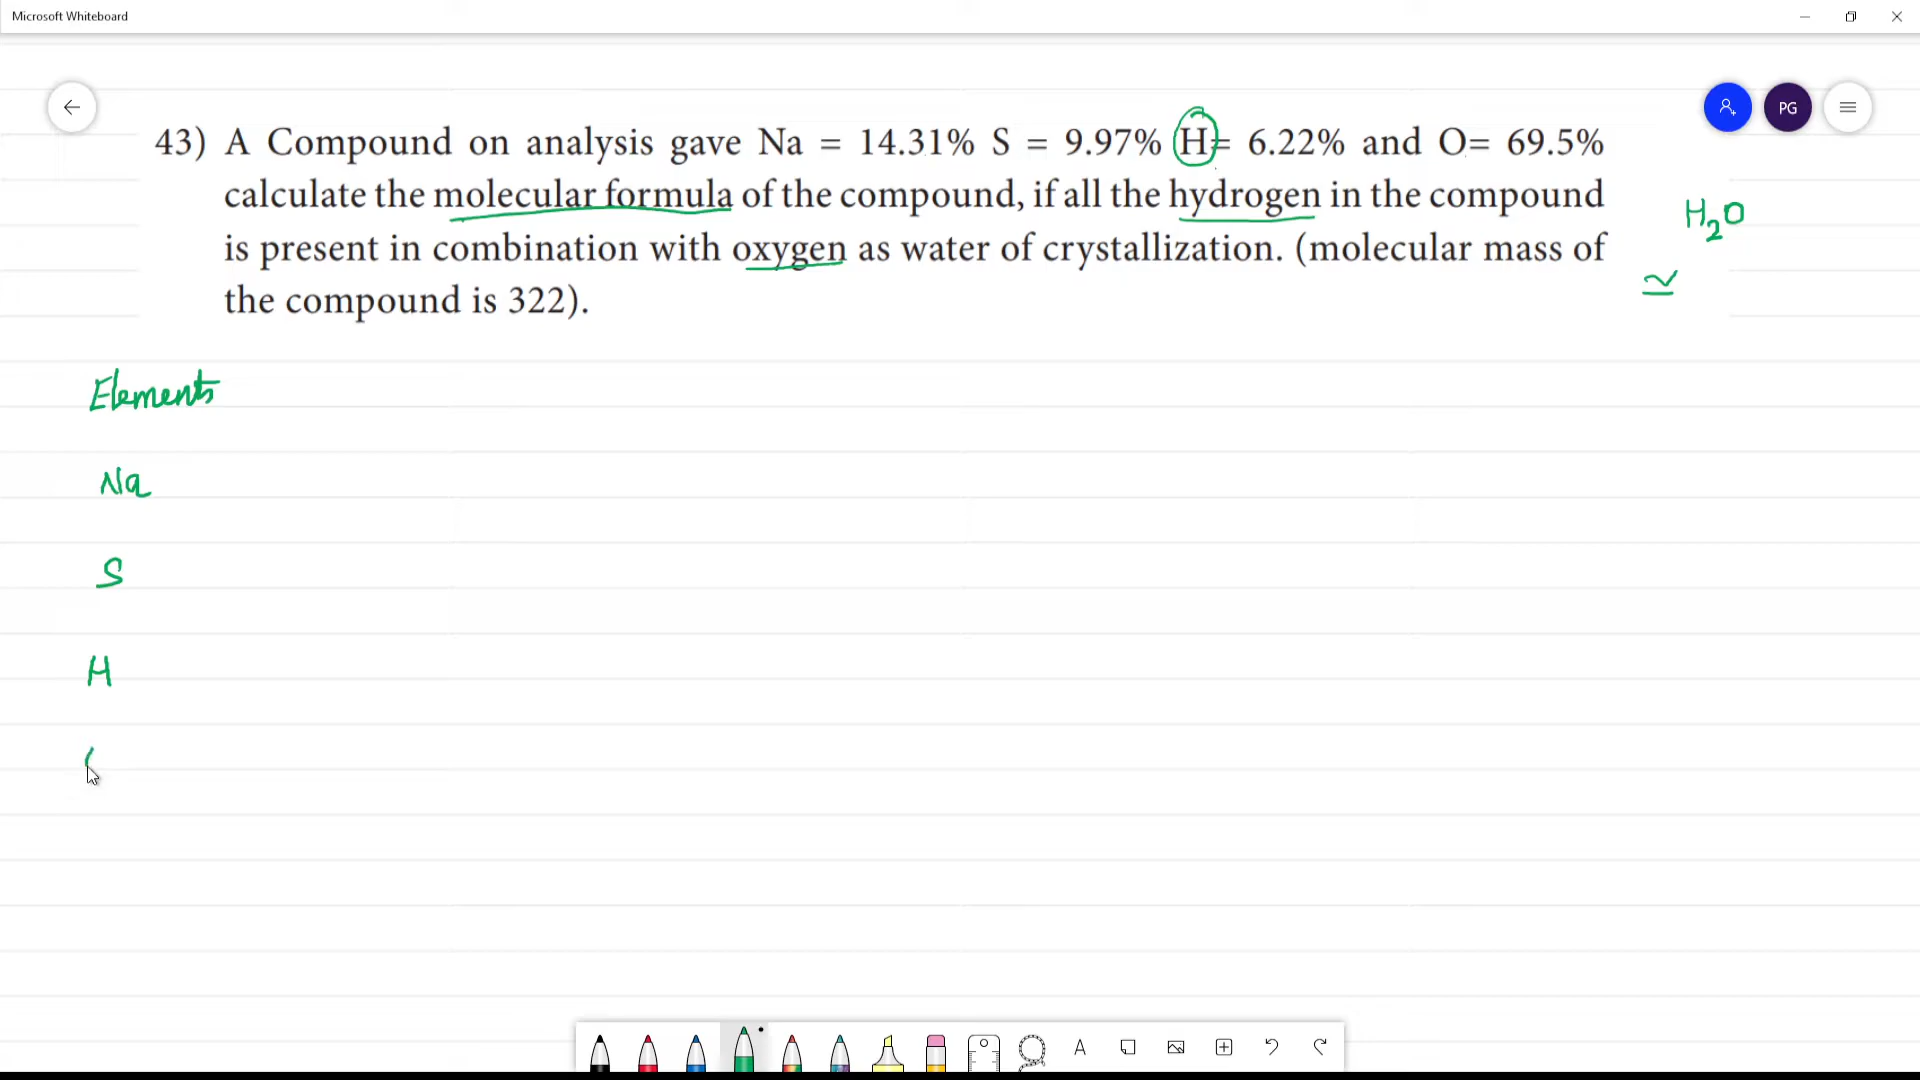 Microsoft Whiteboard
PG
43) A Compound on analysis gave Na = 14.31% S = 9.97% H= 6.22% and O= 69.5%
calculate the molecular formula of the compound, if all the hydrogen in the compound
is present in combination with oxygen as water of crystallization. (molecular mass of
the compound is 322).
H₂O
≃
Elements
Na
S
H
A